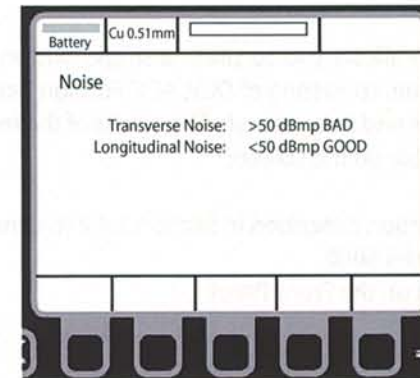 Battery
Cu 0.51mm
Noise
Transverse Noise: >50 dBmp BAD
Longitudinal Noise: <50 dBmp GOOD